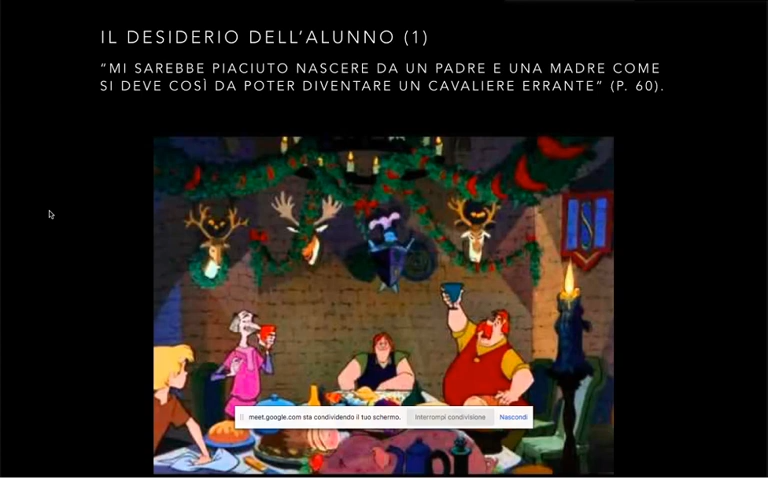 IL DESIDERIO DELL'ALUNNO (1)
"MI SAREBBE PIACIUTO NASCERE DA UN PADRE E UNA MADRE COME
SI DEVE COSÌ DA POTER DIVENTARE UN CAVALIERE ERRANTE" (P. 60).
meet.google.com sta condividendo il tuo schermo. Interrompi condivisione Nascondi